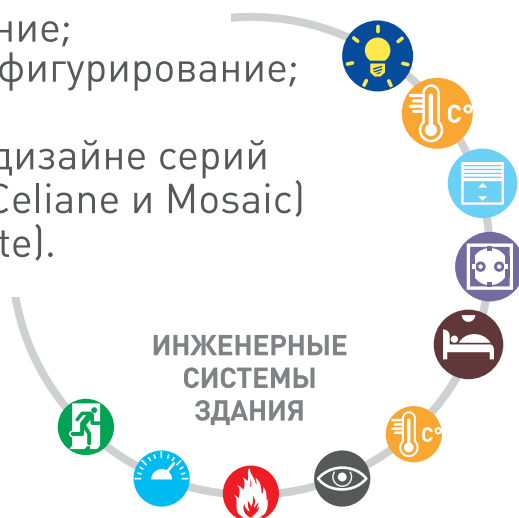 ние;
фигурирование;
дизайне серий
Celiane и Mosaic)
te).
C°
ИНЖЕНЕРНЫЕ
СИСТЕМЫ
ЗДАНИЯ
C°